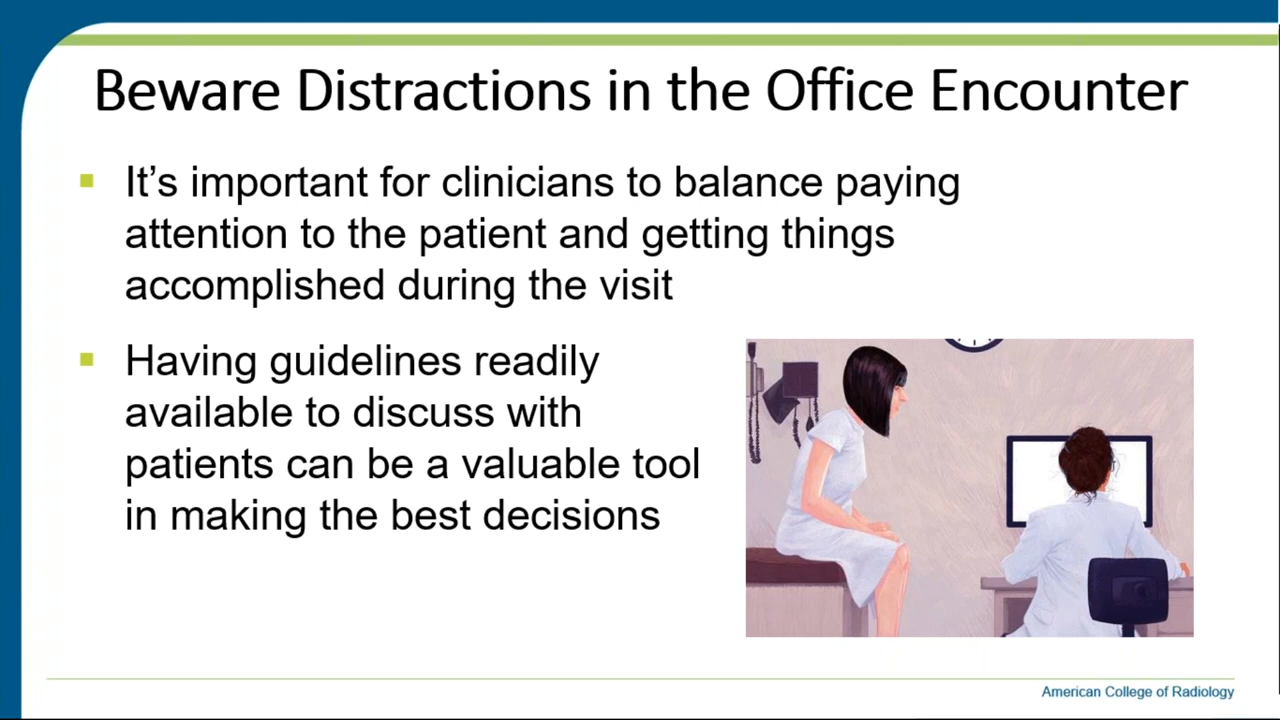 Beware Distractions in the Office Encounter
It’s important for clinicians to balance paying
attention to the patient and getting things
accomplished during the visit
Having guidelines readily
available to discuss with
patients can be a valuable tool
in making the best decisions
American College of Radiology